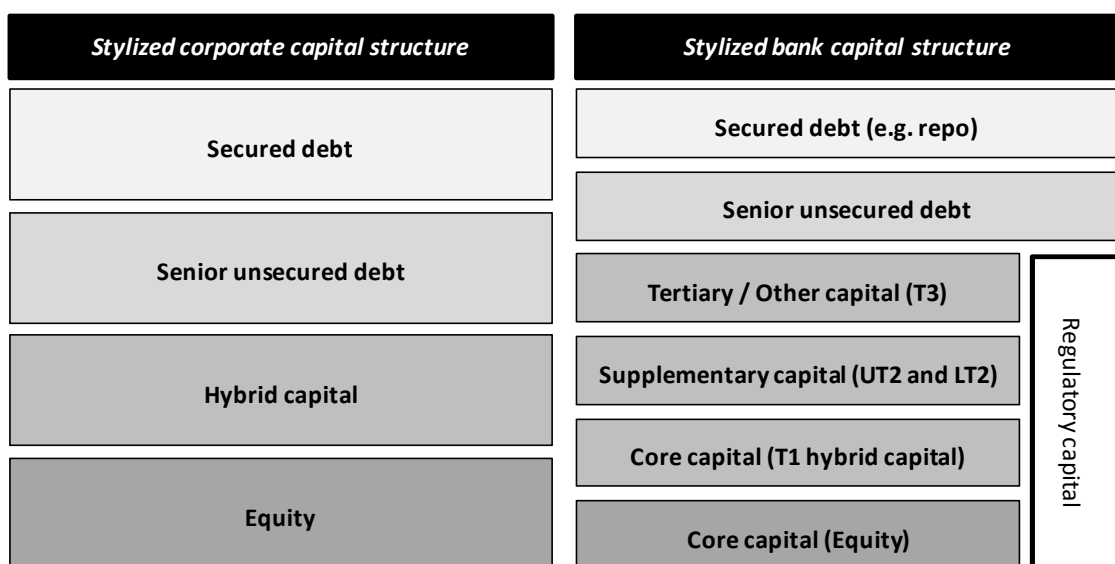 Stylized corporate capital structure
Secured debt
Senior unsecured debt
Hybrid capital
Equity
Stylized bank capital structure
Secured debt (e.g. repo)
Senior unsecured debt
Tertiary / Other capital (T3)
Supplementary capital (UT2 and LT2)
Core capital (T1 hybrid capital)
Core capital (Equity)
Regulatory capital